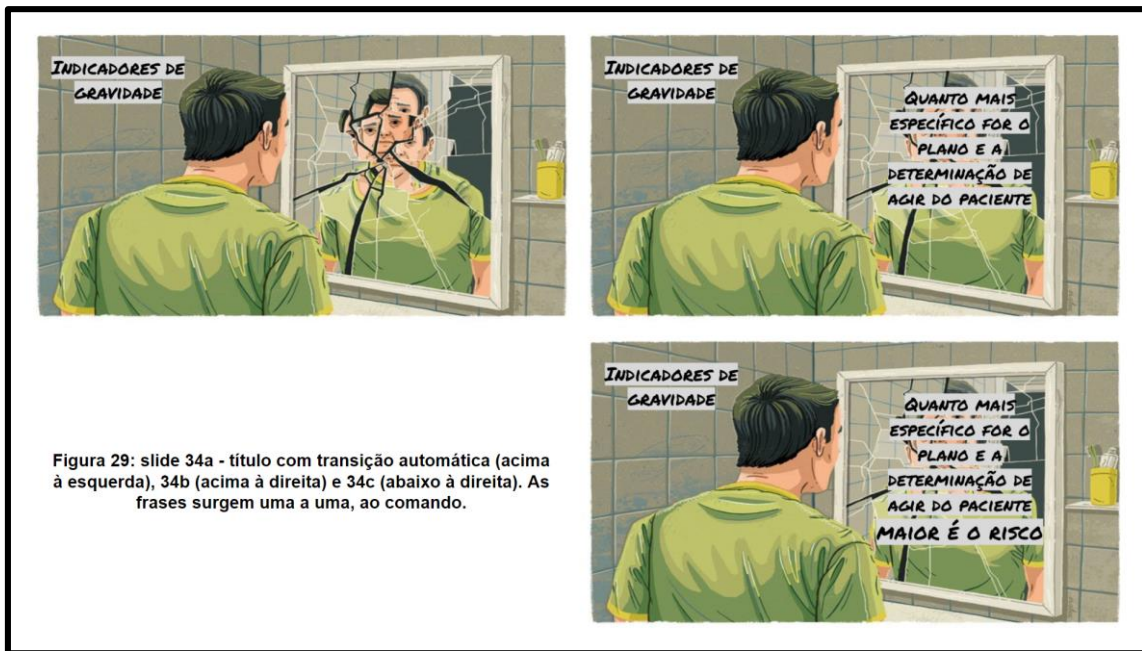 INDICADORES DE
GRAVIDADE
INDICADORES DE
GRAVIDADE
QUANTO MAIS
ESPECÍFICO FOR O
PLANO E A
DETERMINAÇÃO DE
AGIR DO PACIENTE
Figura 29: slide 34a - título com transição automática (acima
à esquerda), 34b (acima à direita) e 34c (abaixo à direita). As
frases surgem uma a uma, ao comando.
INDICADORES DE
GRAVIDADE
QUANTO MAIS
ESPECÍFICO FOR O
PLANO E A
DETERMINAÇÃO DE
AGIR DO PACIENTE
MAIOR É O RISCO